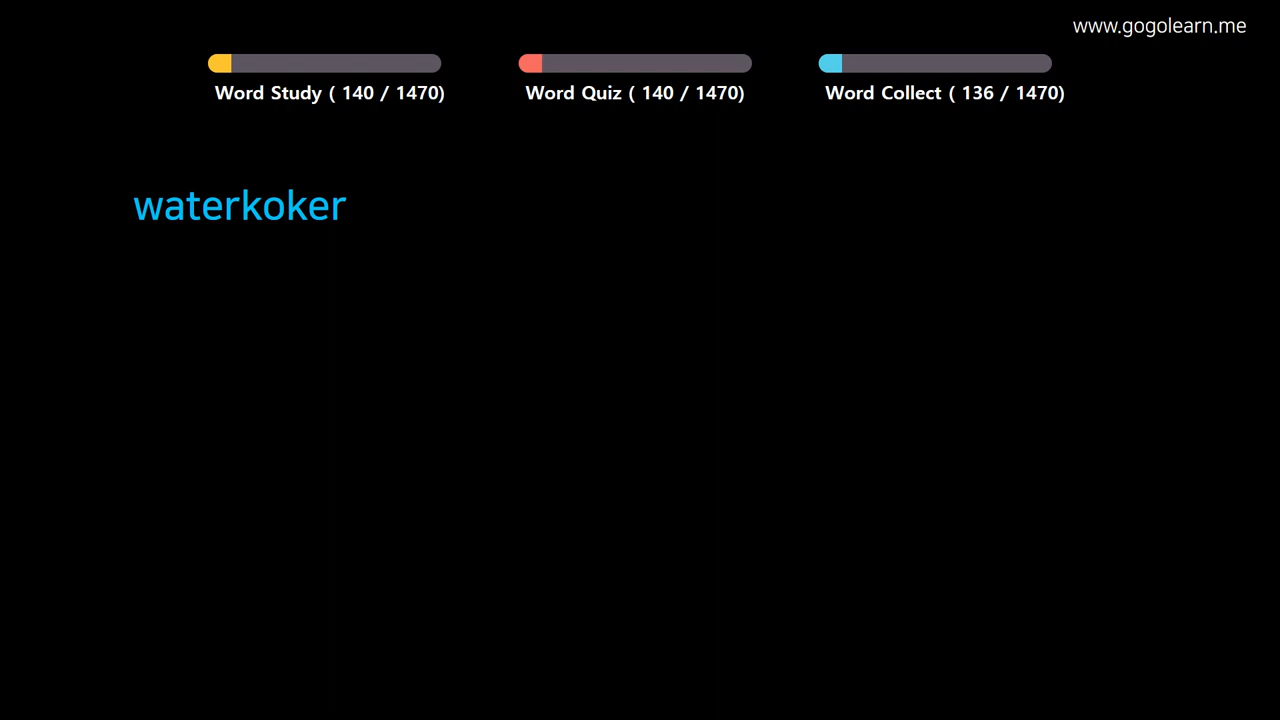 www.gogolearn.me
Word Study ( 140 / 1470)
Word Quiz ( 140 / 1470)
Word Collect ( 136 / 1470)
waterkoker